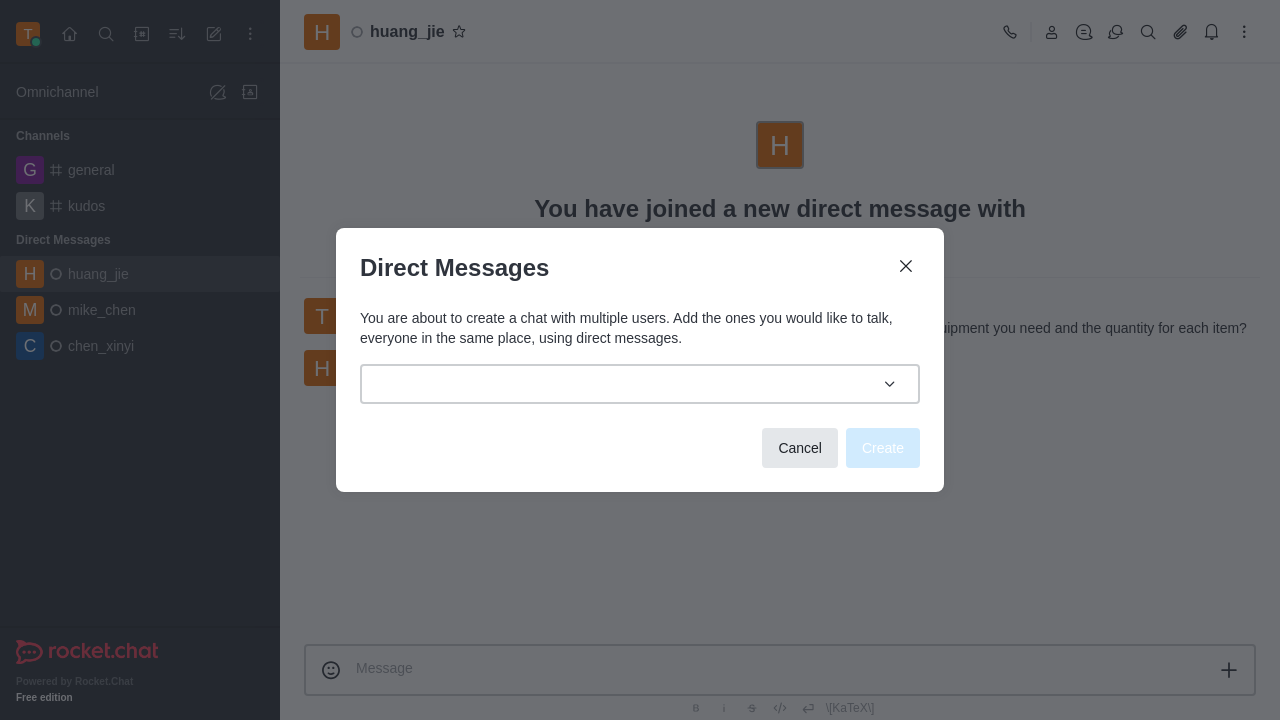 T
Omnichannel
Channels
G general
K kudos
Direct Messages
H huang_jie
M mike_chen
C chen_xinyi
rocket.chat
Powered by Rocket.Chat
Free edition
H huang_jie
H
You have joined a new direct message with
T
uipment you need and the quantity for each item?
H
Direct Messages
You are about to create a chat with multiple users. Add the ones you would like to talk,
everyone in the same place, using direct messages.
Cancel
Create
Message
B i S </> \[KaTeX\]